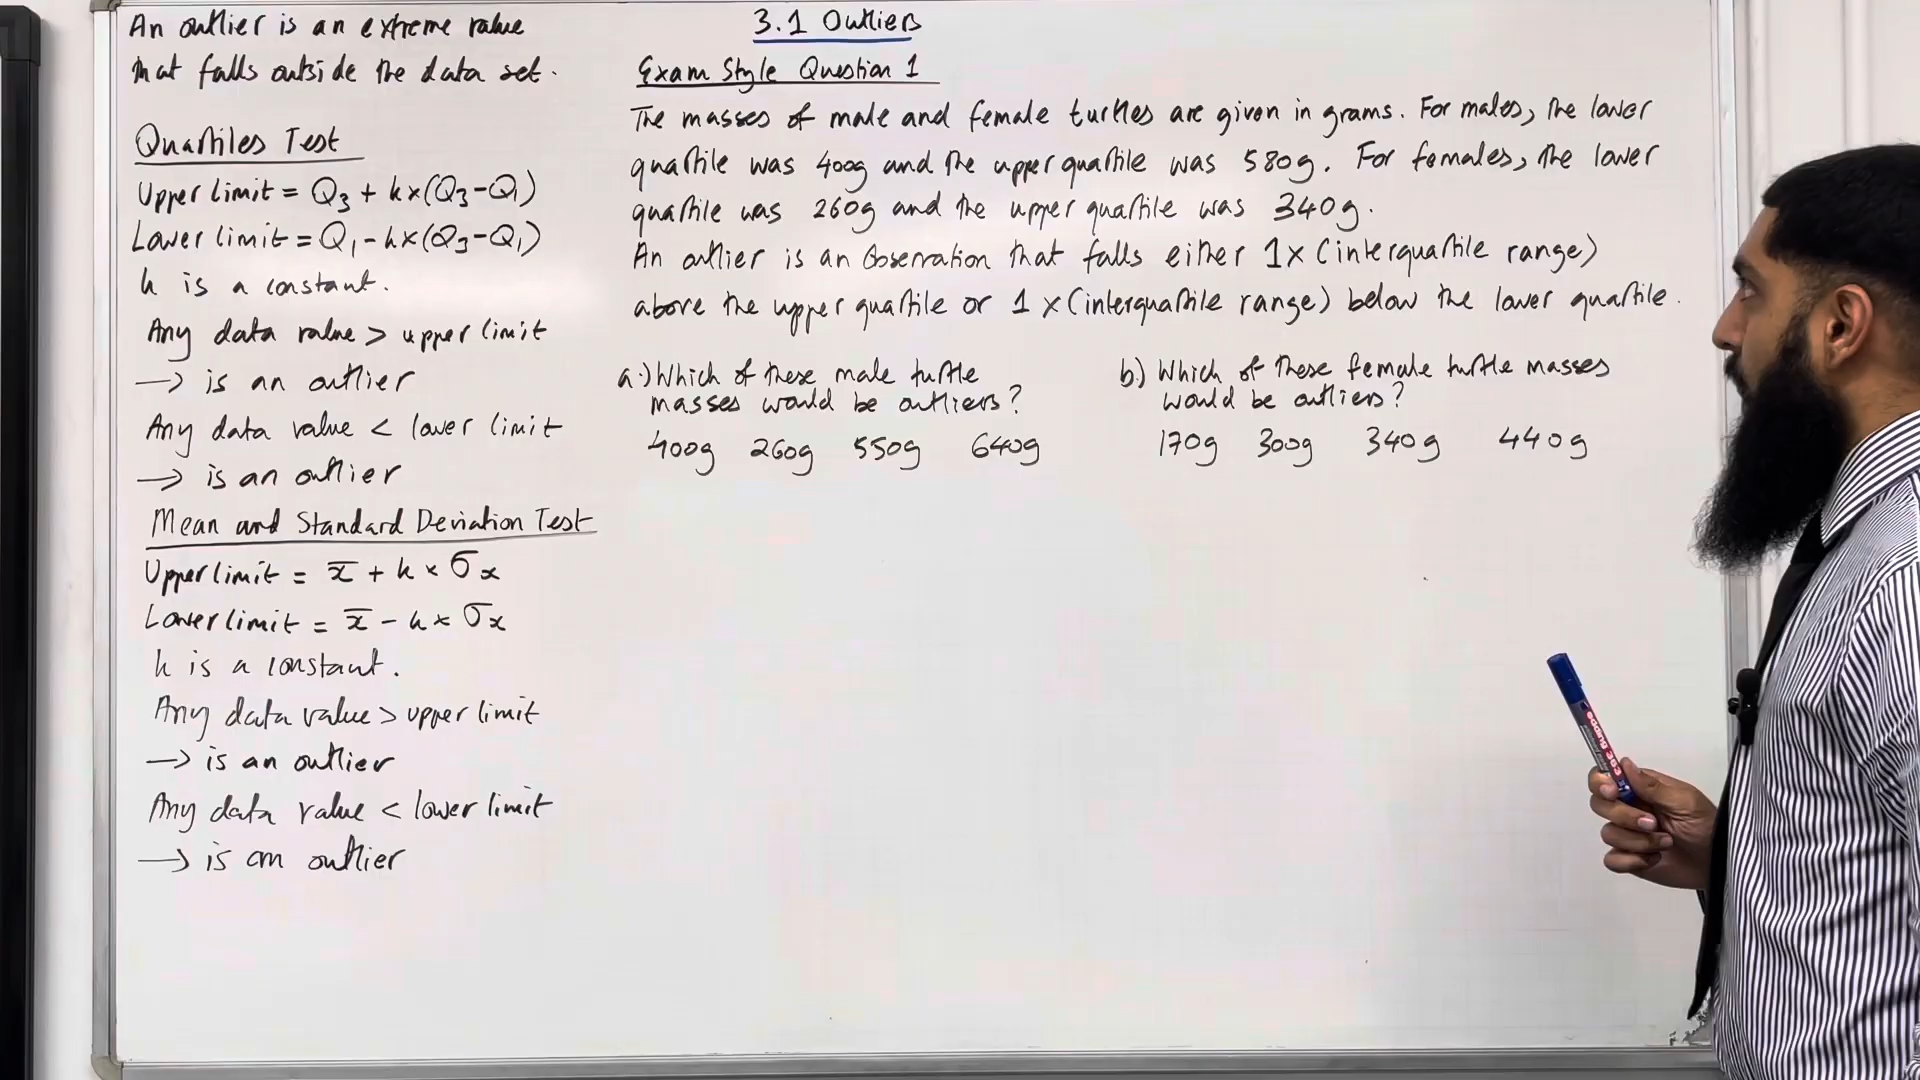 An outlier is an extreme value
that falls outside the data set.
Quartiles Test
Upper limit = Q₃ + k×(Q₃−Q₁)
Lower limit = Q₁ − k×(Q₃−Q₁)
k is a constant.
Any data value > upper limit
→ is an outlier
Any data value < lower limit
→ is an outlier
Mean and Standard Deviation Test
Upper limit = x̄ + k × σₓ
Lower limit = x̄ − k × σₓ
k is a constant.
Any data value > upper limit
→ is an outlier
Any data value < lower limit
→ is an outlier
3.1 Outliers
Exam Style Question 1
The masses of male and female turtles are given in grams. For males, the lower
quartile was 400g and the upper quartile was 580g. For females, the lower
quartile was 260g and the upper quartile was 340g.
An outlier is an observation that falls either 1×(interquartile range)
above the upper quartile or 1×(interquartile range) below the lower quartile.
a.) Which of these male turtle
masses would be outliers?
400g 260g 550g 640g
b.) Which of these female turtle masses
would be outliers?
170g 300g 340g 440g
edding